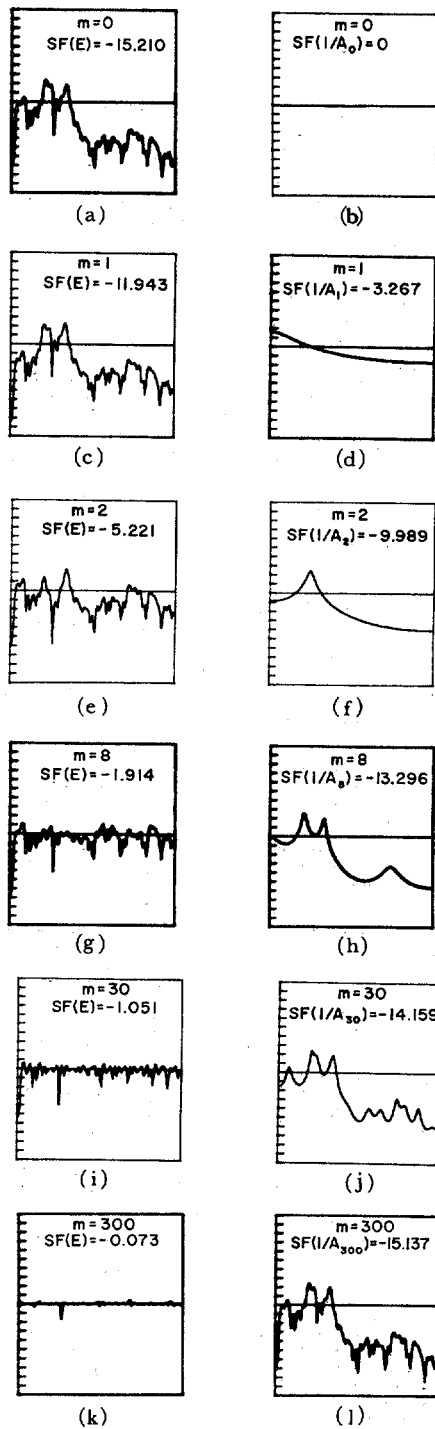 m=0
SF(E)=-15.210
(a)
m=0
SF(1/A₀)=0
(b)
m=1
SF(E)=-11.943
(c)
m=1
SF(1/A₁)=-3.267
(d)
m=2
SF(E)=-5.221
(e)
m=2
SF(1/A₂)=-9.989
(f)
m=8
SF(E)=-1.914
(g)
m=8
SF(1/A₈)=-13.296
(h)
m=30
SF(E)=-1.051
(i)
m=30
SF(1/A₃₀)=-14.159
(j)
m=300
SF(E)=-0.073
(k)
m=300
SF(1/A₃₀₀)=-15.137
(l)